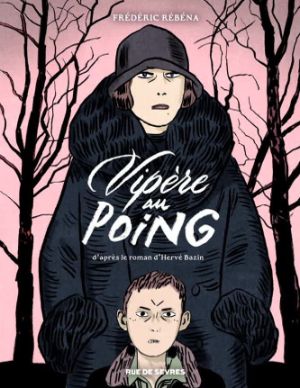 FRÉDÉRIC RÉBÉNA
Vipère
au
POING
d'après le roman d'Hervé Bazin
RUE DE SÈVRES